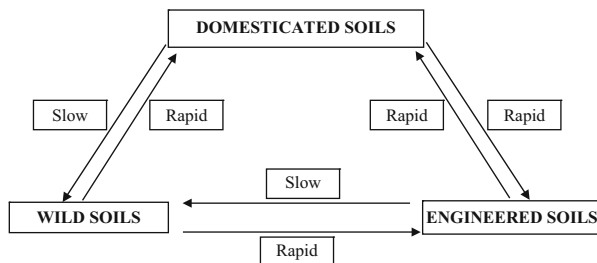 DOMESTICATED SOILS
Slow
Rapid
Rapid
Rapid
Slow
WILD SOILS
ENGINEERED SOILS
Rapid